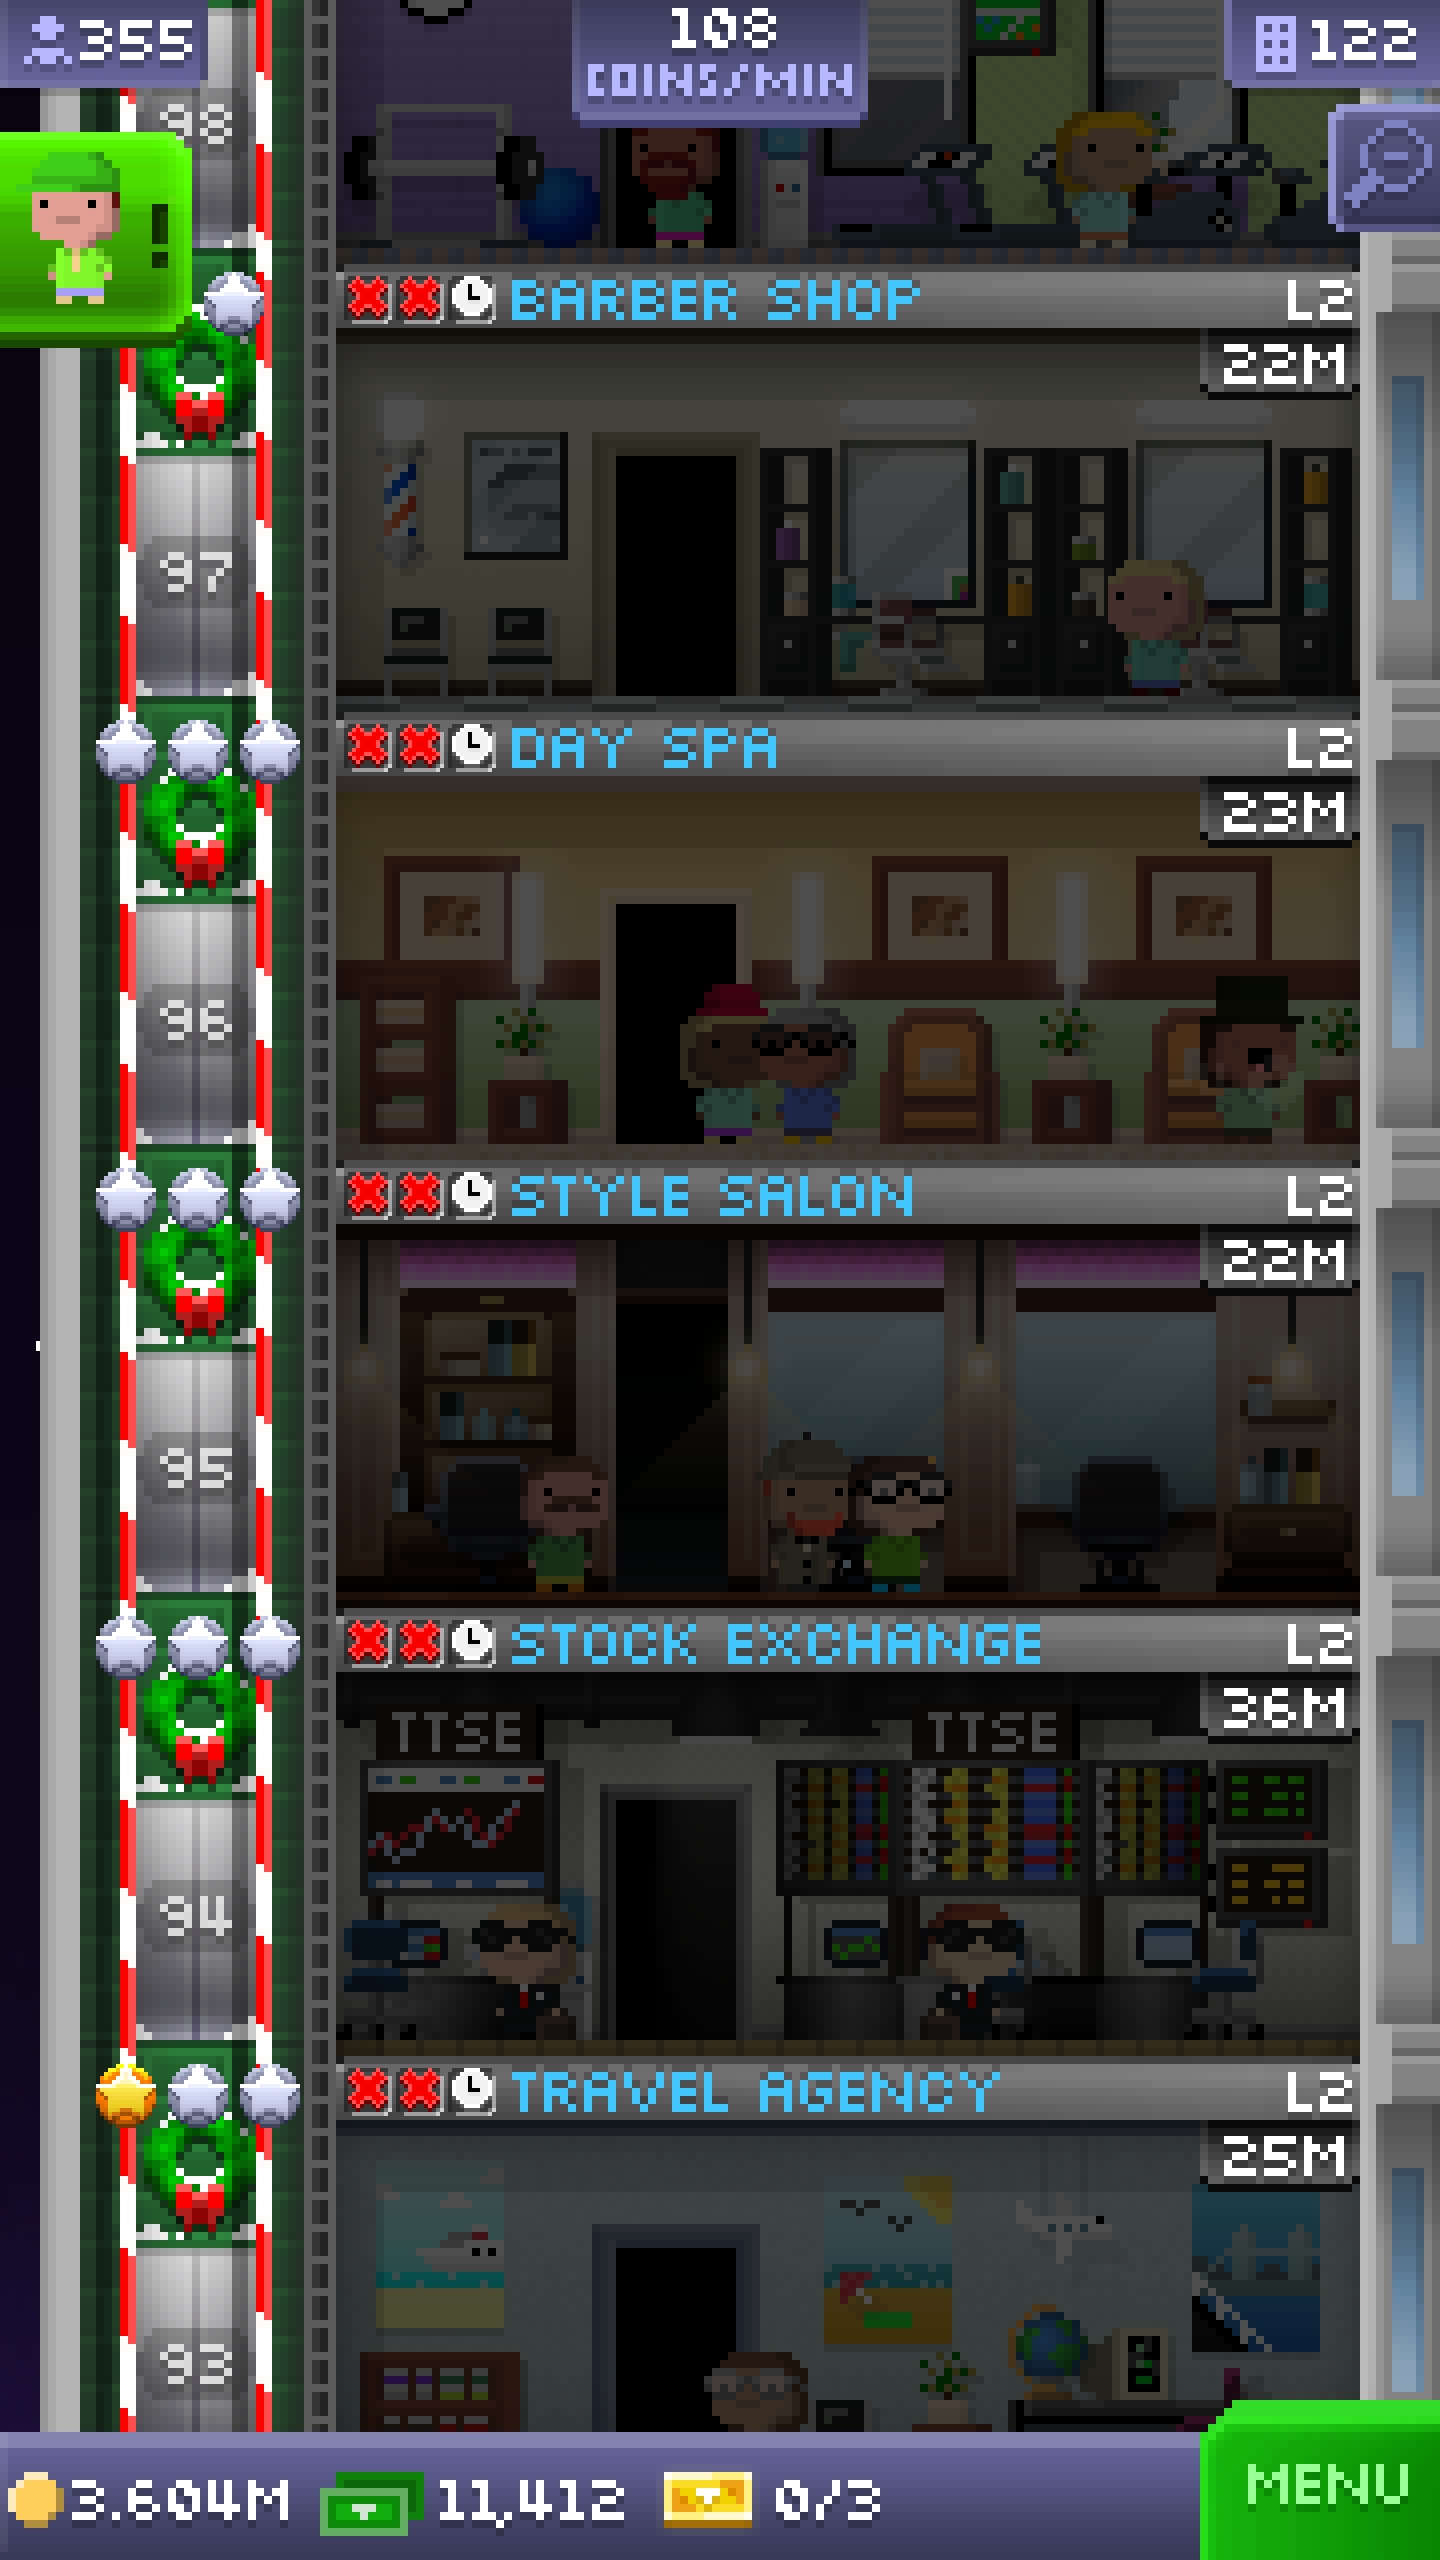 355
108
COINS/MIN
122
98
BARBER SHOP
L2
22M
97
DAY SPA
L2
23M
96
STYLE SALON
L2
22M
95
STOCK EXCHANGE
L2
36M
TTSE
TTSE
94
TRAVEL AGENCY
L2
25M
93
3.604M
11,412
0/3
MENU